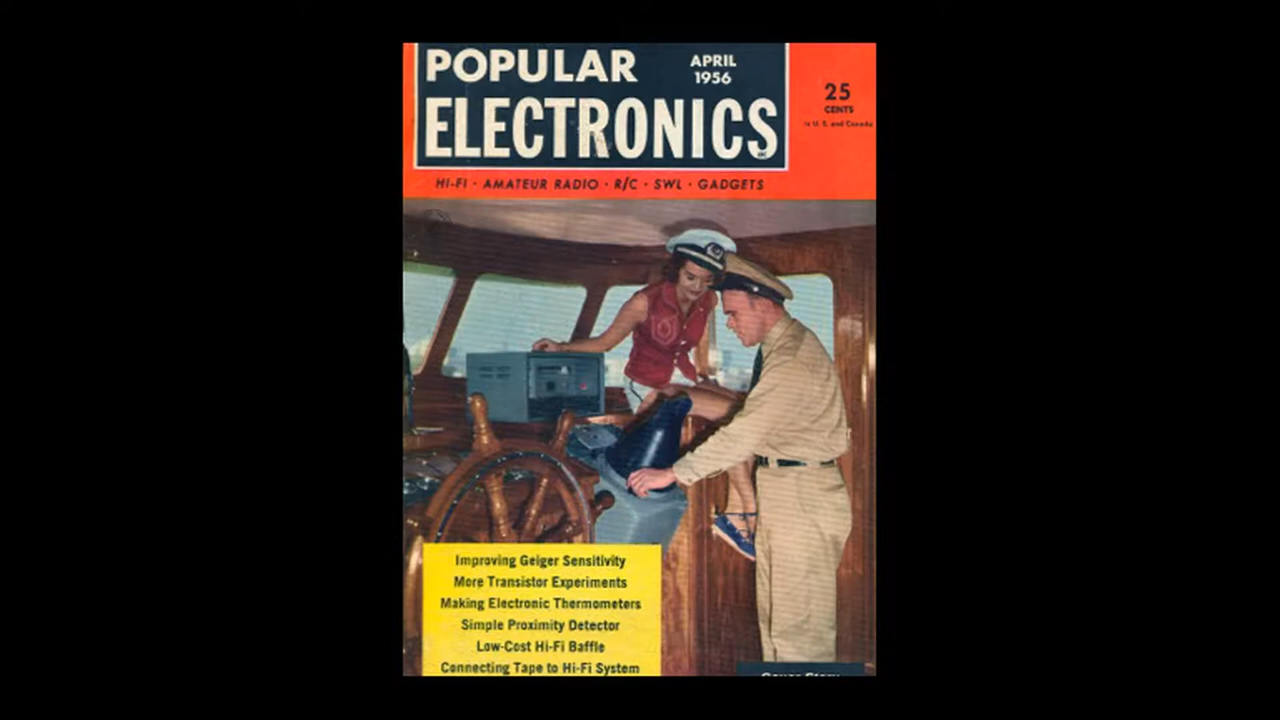 POPULAR
APRIL
1956
ELECTRONICS
25
CENTS
IN U. S. and Canada
HI-FI · AMATEUR RADIO · R/C · SWL · GADGETS
Improving Geiger Sensitivity
More Transistor Experiments
Making Electronic Thermometers
Simple Proximity Detector
Low-Cost Hi-Fi Baffle
Connecting Tape to Hi-Fi System
Cover Story